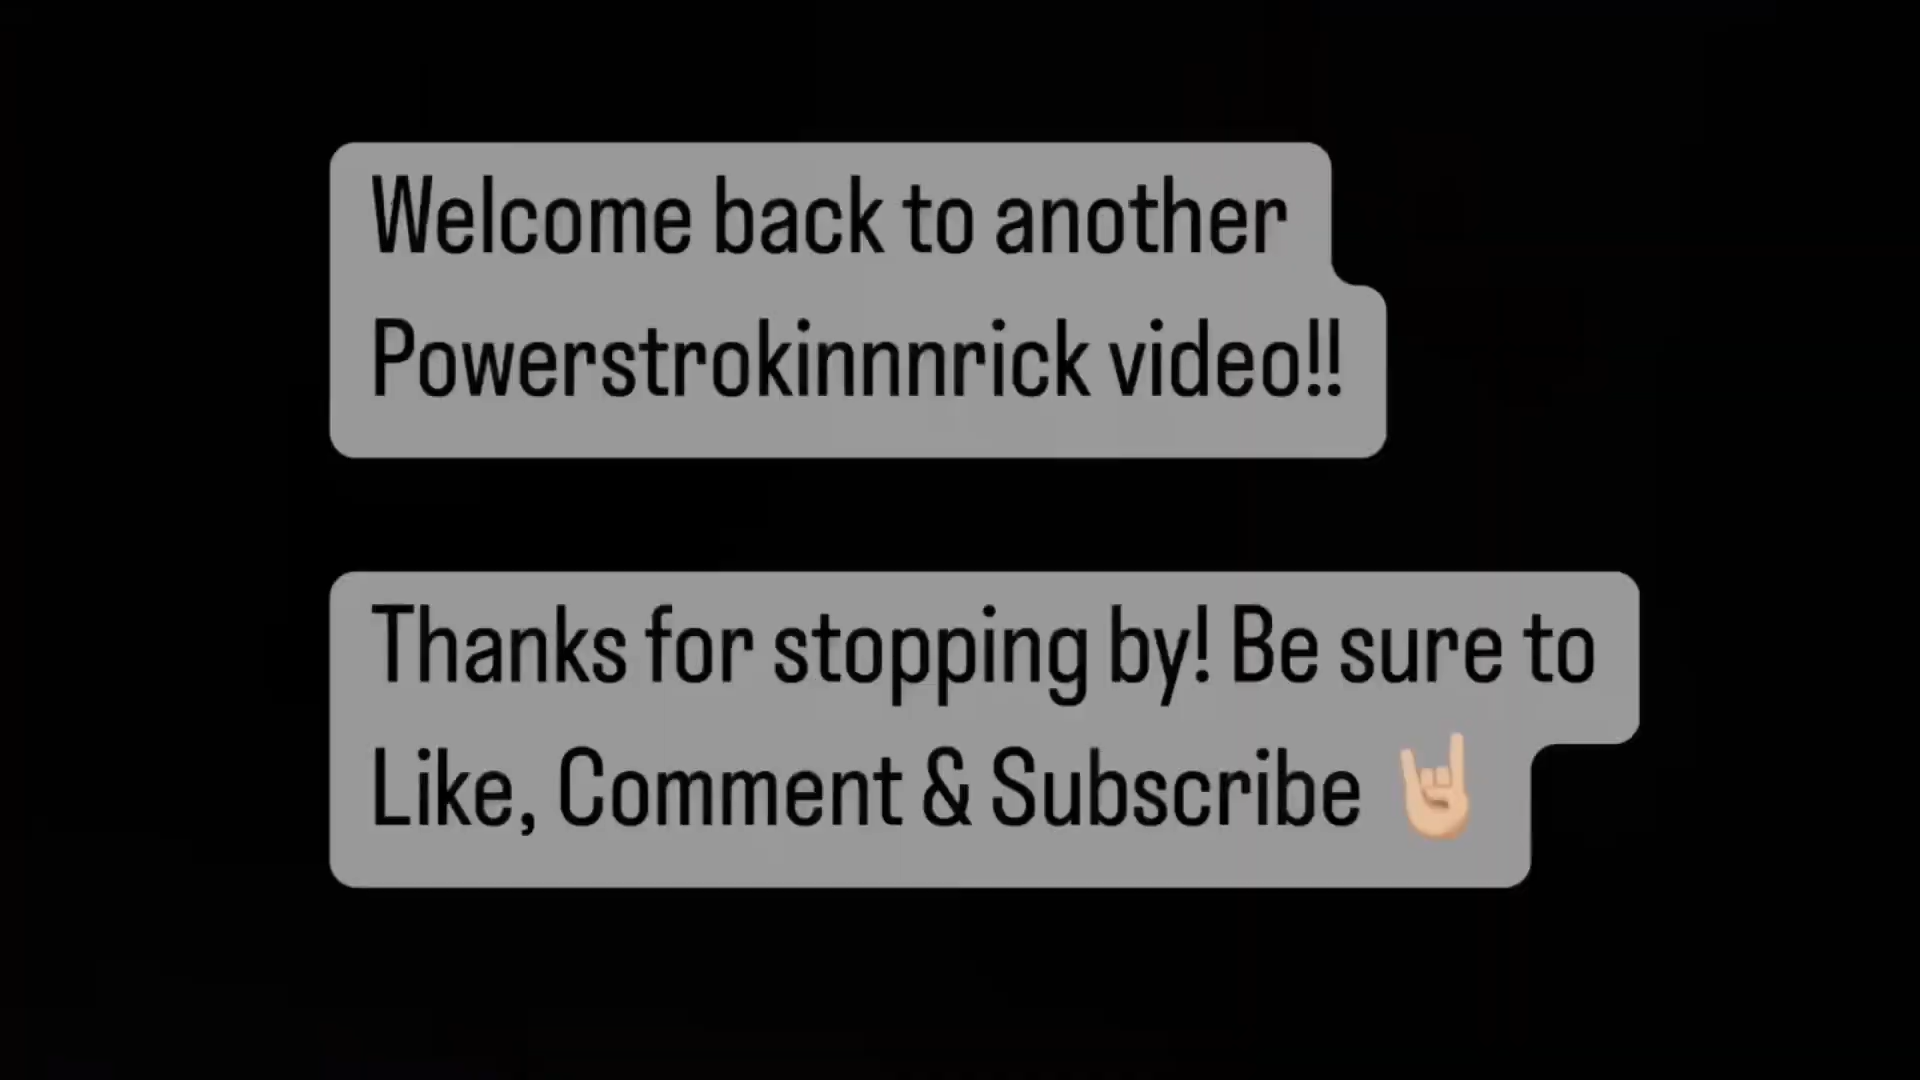 Welcome back to another
Powerstrokinnnrick video!!
Thanks for stopping by! Be sure to
Like, Comment & Subscribe 🤘🏻